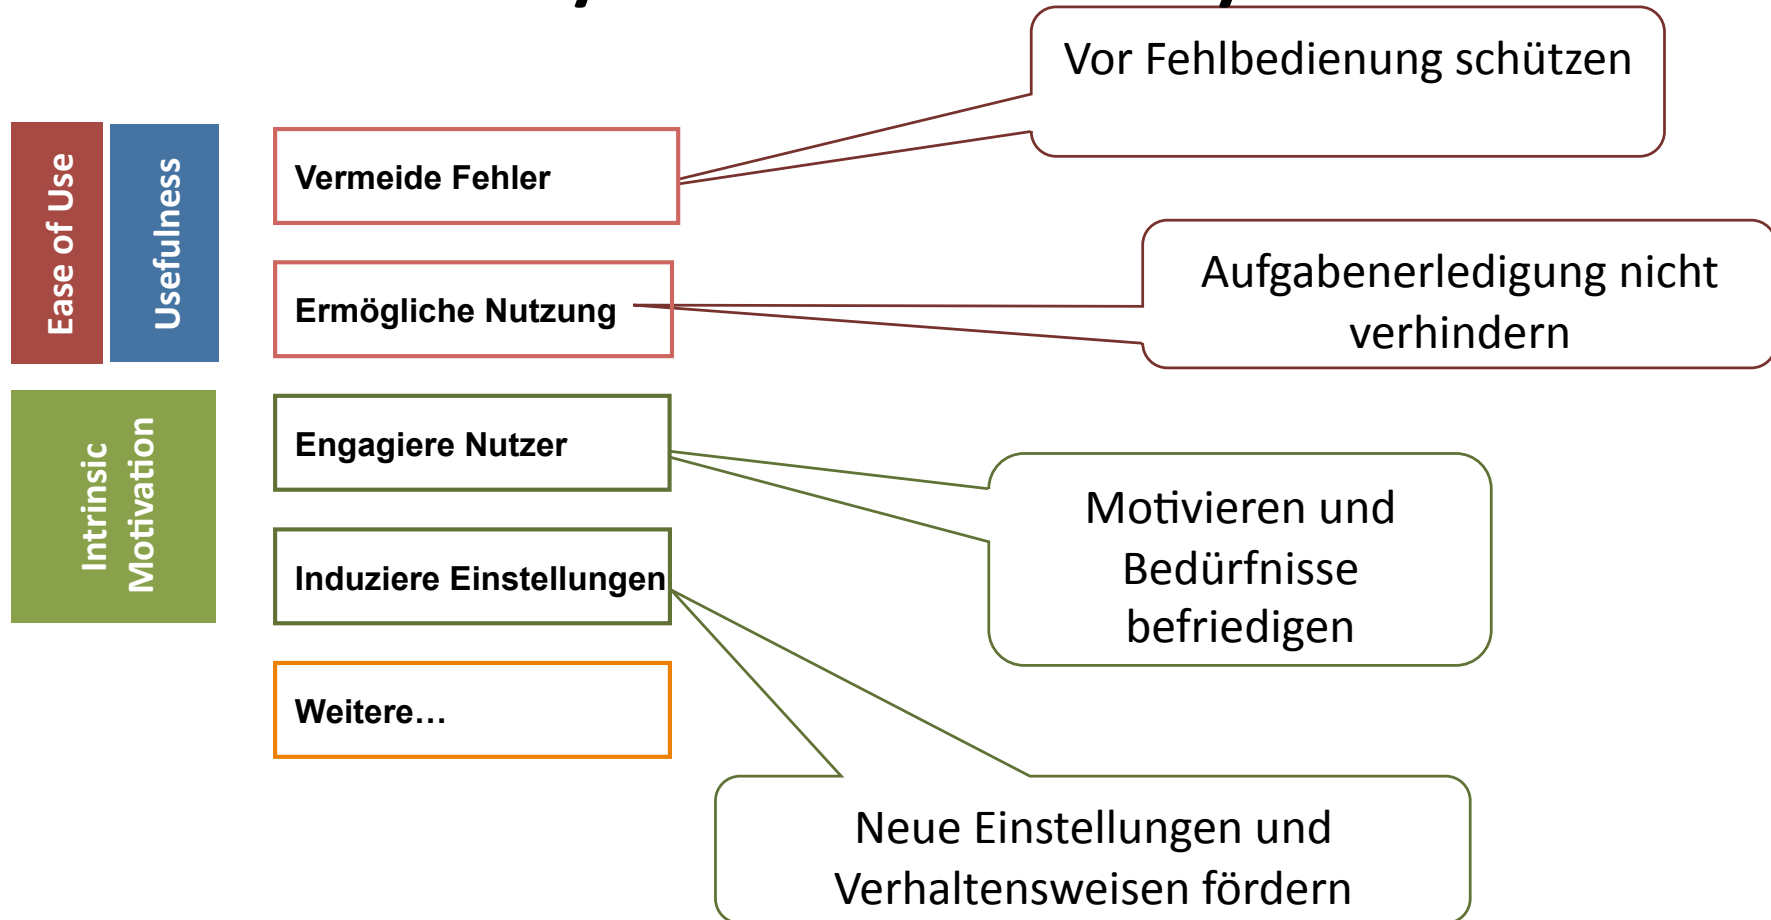 Vor Fehlbedienung schützen
Ease of Use
Usefulness
Vermeide Fehler
Aufgabenerledigung nicht
verhindern
Ermögliche Nutzung
Intrinsic
Motivation
Engagiere Nutzer
Motivieren und
Bedürfnisse
befriedigen
Induziere Einstellungen
Weitere…
Neue Einstellungen und
Verhaltensweisen fördern